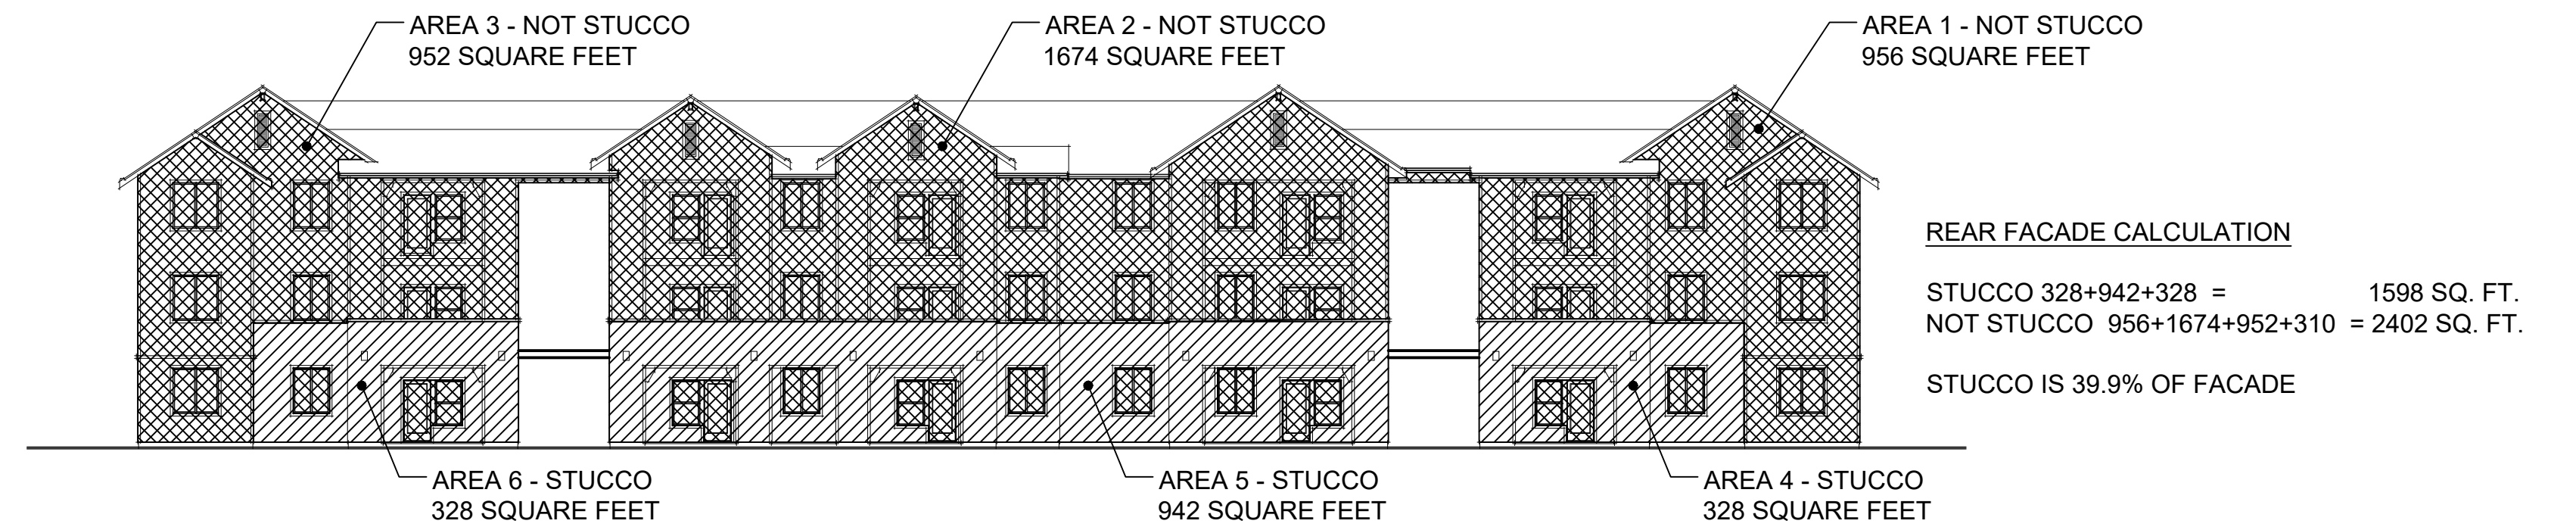 AREA 3 - NOT STUCCO
952 SQUARE FEET
AREA 2 - NOT STUCCO
1674 SQUARE FEET
AREA 1 - NOT STUCCO
956 SQUARE FEET
REAR FACADE CALCULATION
STUCCO 328+942+328 = 1598 SQ. FT.
NOT STUCCO 956+1674+952+310 = 2402 SQ. FT.
STUCCO IS 39.9% OF FACADE
AREA 6 - STUCCO
328 SQUARE FEET
AREA 5 - STUCCO
942 SQUARE FEET
AREA 4 - STUCCO
328 SQUARE FEET